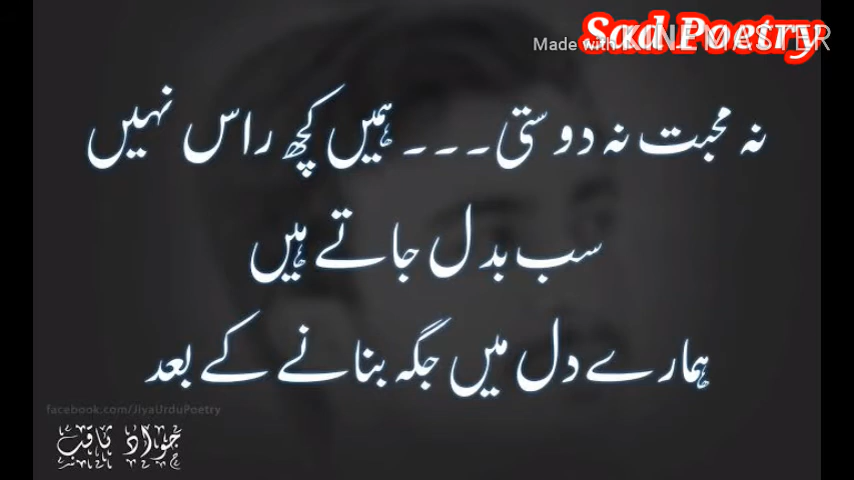 Sad Poetry
Made with KINEMASTER
نہ محبت نہ دوستی۔۔۔ ہمیں کچھ راس نہیں
سب بدل جاتے ہیں
ہمارے دل میں جگہ بنانے کے بعد
facebook.com/JiyaUrduPoetry
جواد ثاقب